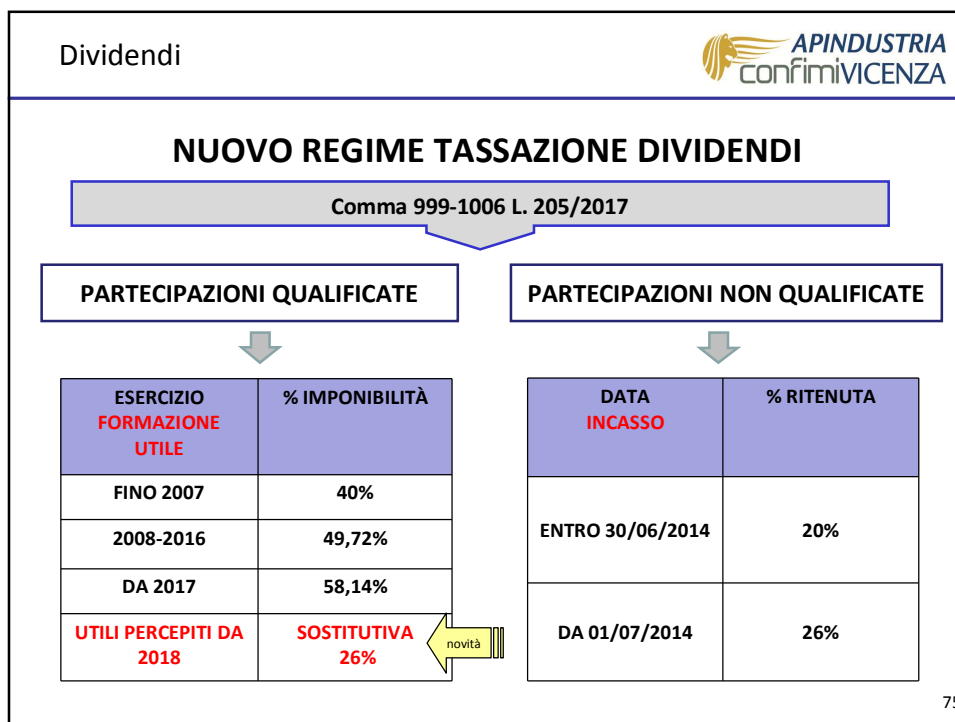 Dividendi
APINDUSTRIA
confimiVICENZA
NUOVO REGIME TASSAZIONE DIVIDENDI
Comma 999-1006 L. 205/2017
PARTECIPAZIONI QUALIFICATE
ESERCIZIO
FORMAZIONE
UTILE
% IMPONIBILITÀ
FINO 2007
40%
2008-2016
49,72%
DA 2017
58,14%
UTILI PERCEPITI DA
2018
SOSTITUTIVA
26%
novità
PARTECIPAZIONI NON QUALIFICATE
DATA
INCASSO
% RITENUTA
ENTRO 30/06/2014
20%
DA 01/07/2014
26%
75